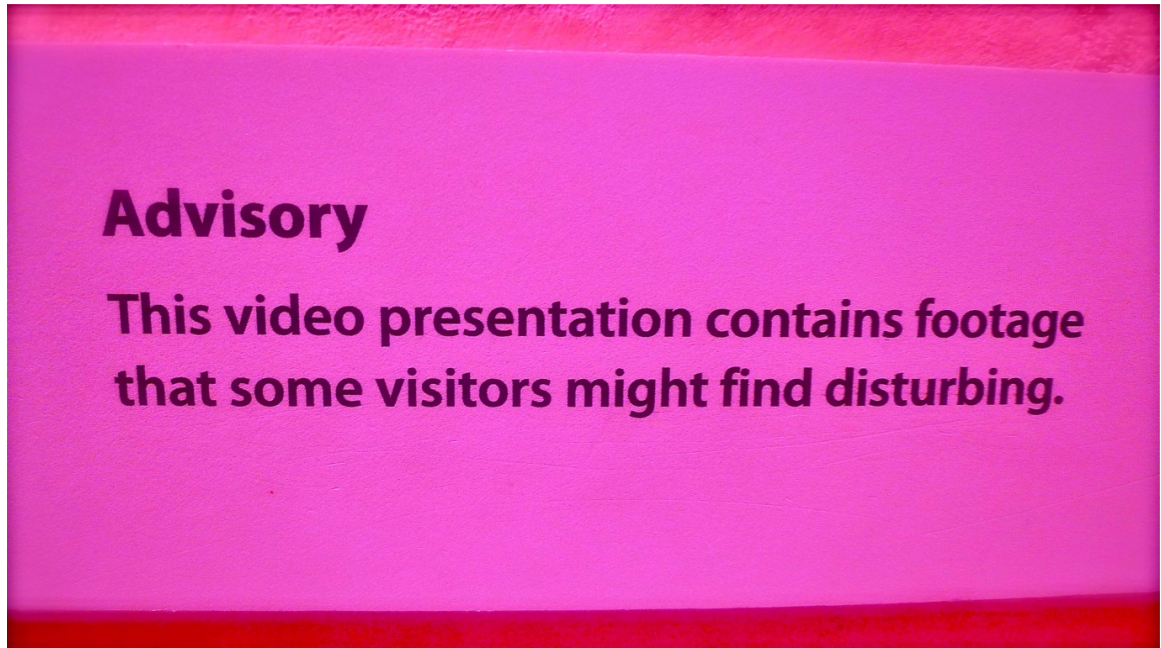 Advisory
This video presentation contains footage
that some visitors might find disturbing.